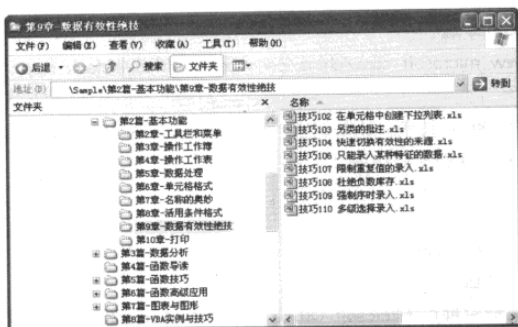 第9章-数据有效性绝技
文件(F) 编辑(E) 查看(V) 收藏(A) 工具(T) 帮助(H)
后退 搜索 文件夹
地址(D) \Sample\第2篇-基本功能\第9章-数据有效性绝技 转到
文件夹
名称
第2篇-基本功能
第2章-工具栏和菜单
第3章-操作工作簿
第4章-操作工作表
第5章-数据处理
第6章-单元格格式
第7章-名称的奥妙
第8章-活用条件格式
第9章-数据有效性绝技
第10章-打印
第3篇-数据分析
第4篇-函数导读
第5篇-函数技巧
第6篇-函数高级应用
第7篇-图表与图形
第8篇-VBA实例与技巧
技巧102 在单元格中创建下拉列表.xls
技巧103 另类的批注.xls
技巧104 快速切换有效性的来源.xls
技巧106 只能录入某种特征的数据.xls
技巧107 限制重复值的录入.xls
技巧108 杜绝负数库存.xls
技巧109 强制序时录入.xls
技巧110 多级选择录入.xls